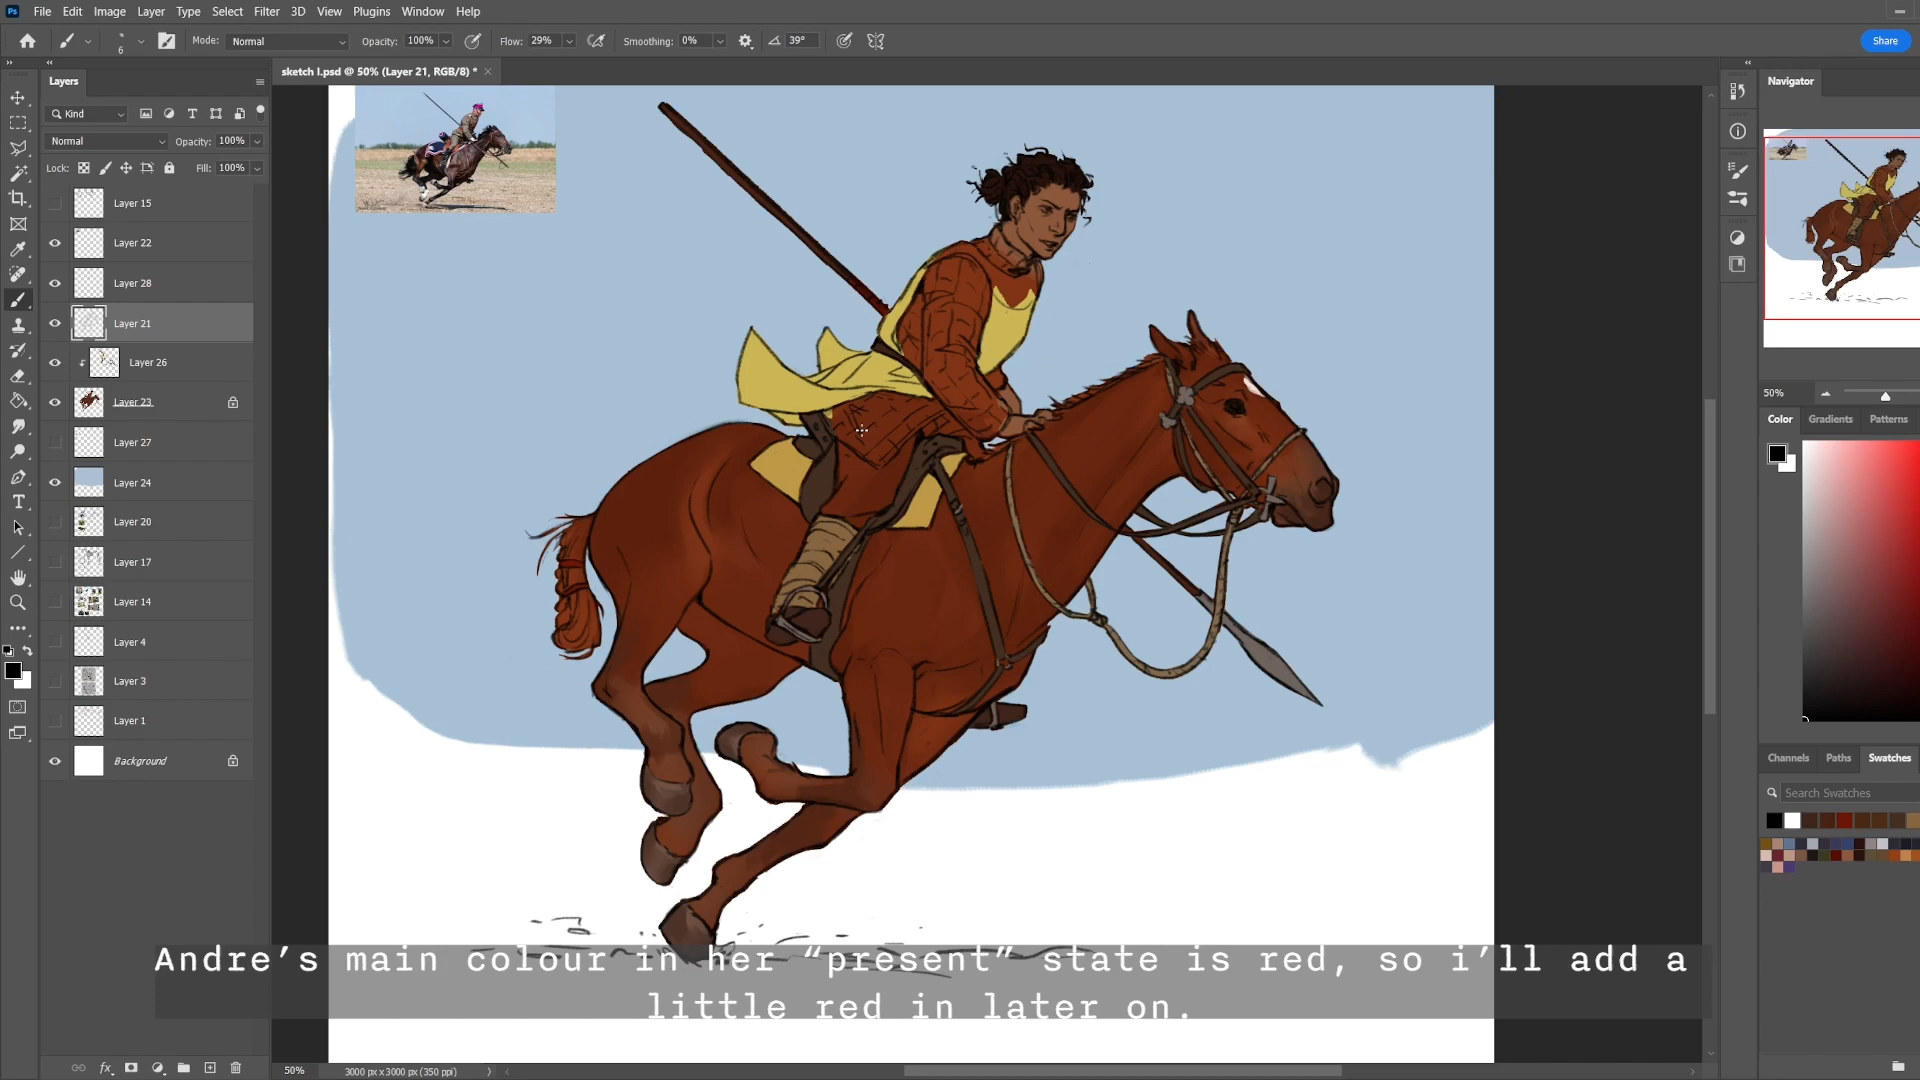 Ps File Edit Image Layer Type Select Filter 3D View Plugins Window Help
6 Mode: Normal Opacity: 100% Flow: 29% Smoothing: 0% 39° Share
Layers
sketch l.psd @ 50% (Layer 21, RGB/8) *
Navigator
Kind
Normal Opacity: 100%
Lock: Fill: 100%
Layer 15
Layer 22
Layer 28
Layer 21
Layer 26
Layer 23
Layer 27
Layer 24
Layer 20
Layer 17
Layer 14
Layer 4
Layer 3
Layer 1
Background
50%
Color Gradients Patterns
Channels Paths Swatches
Search Swatches
Andre’s main colour in her “present” state is red, so i’ll add a
little red in later on.
50% 3000 px x 3000 px (350 ppi)